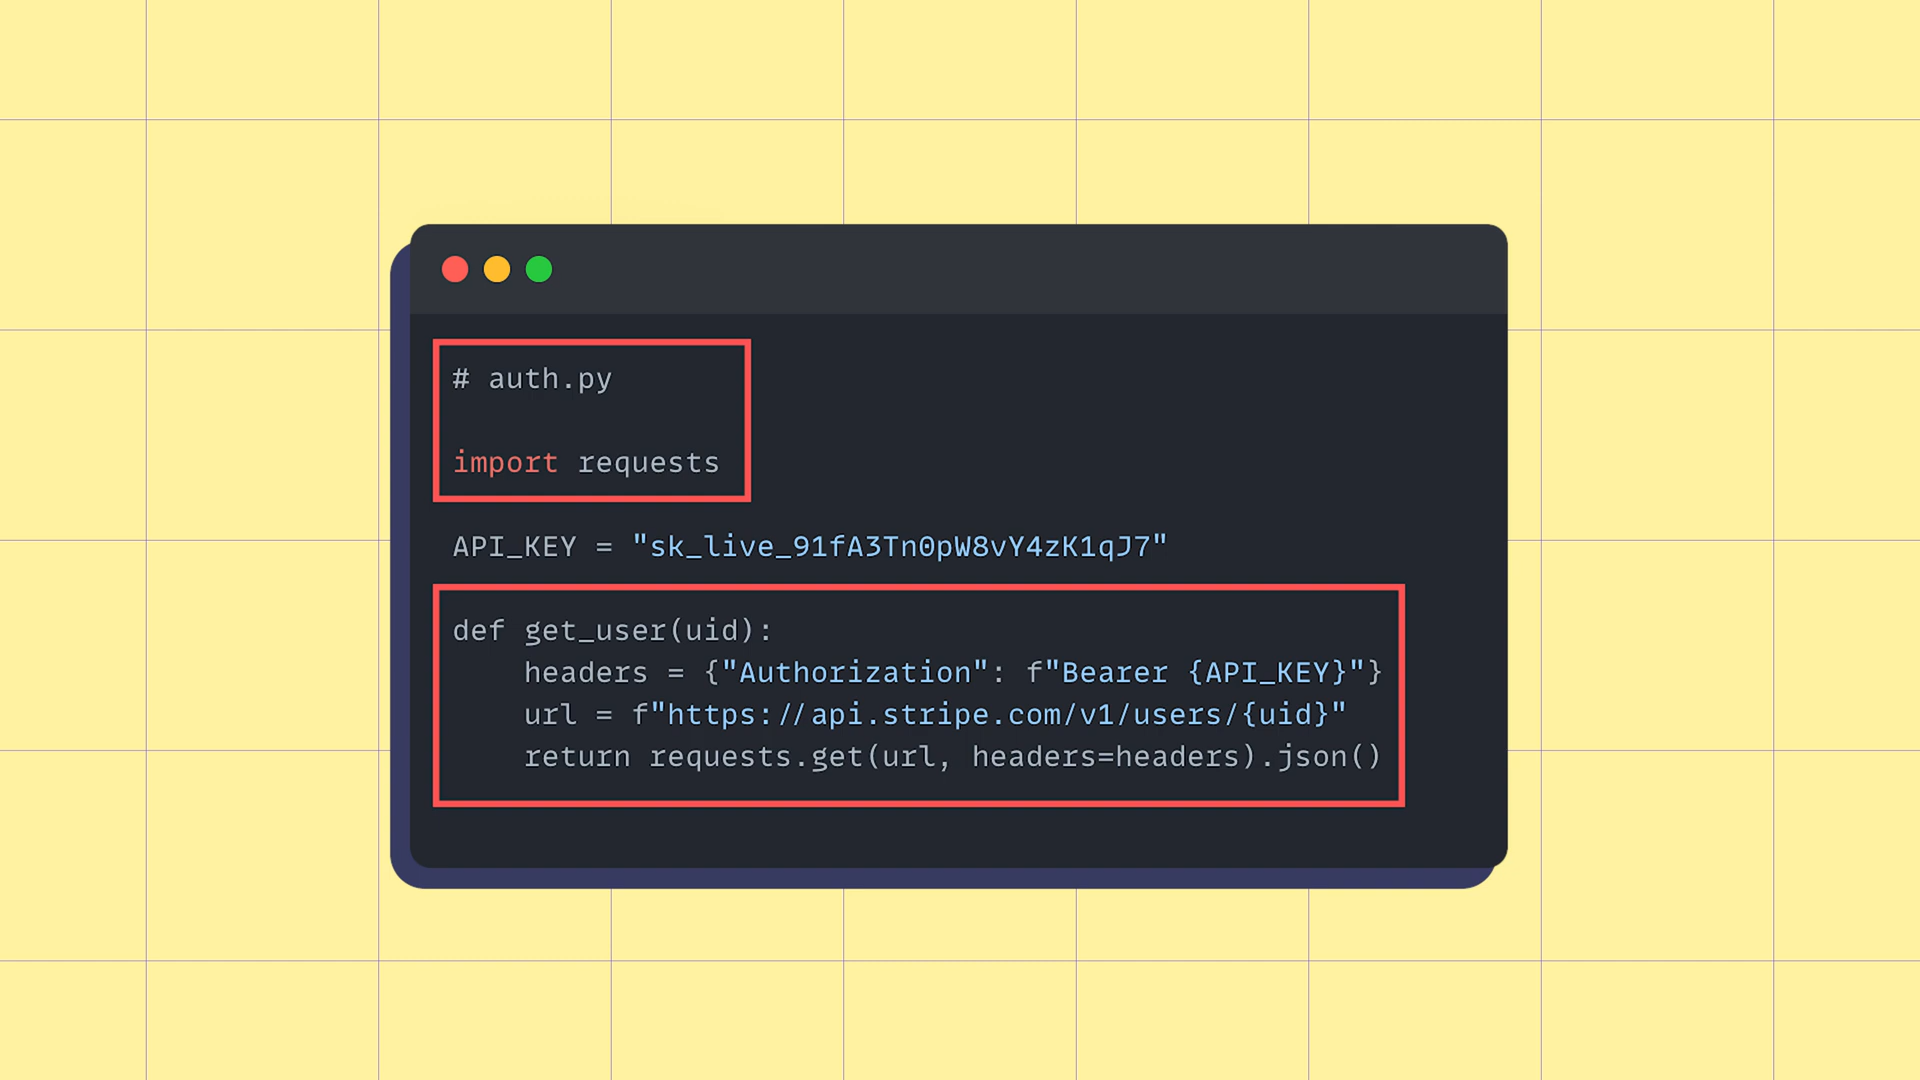 # auth.py
import requests
API_KEY = "sk_live_91fA3Tn0pW8vY4zK1qJ7"
def get_user(uid):
    headers = {"Authorization": f"Bearer {API_KEY}"}
    url = f"https://api.stripe.com/v1/users/{uid}"
    return requests.get(url, headers=headers).json()